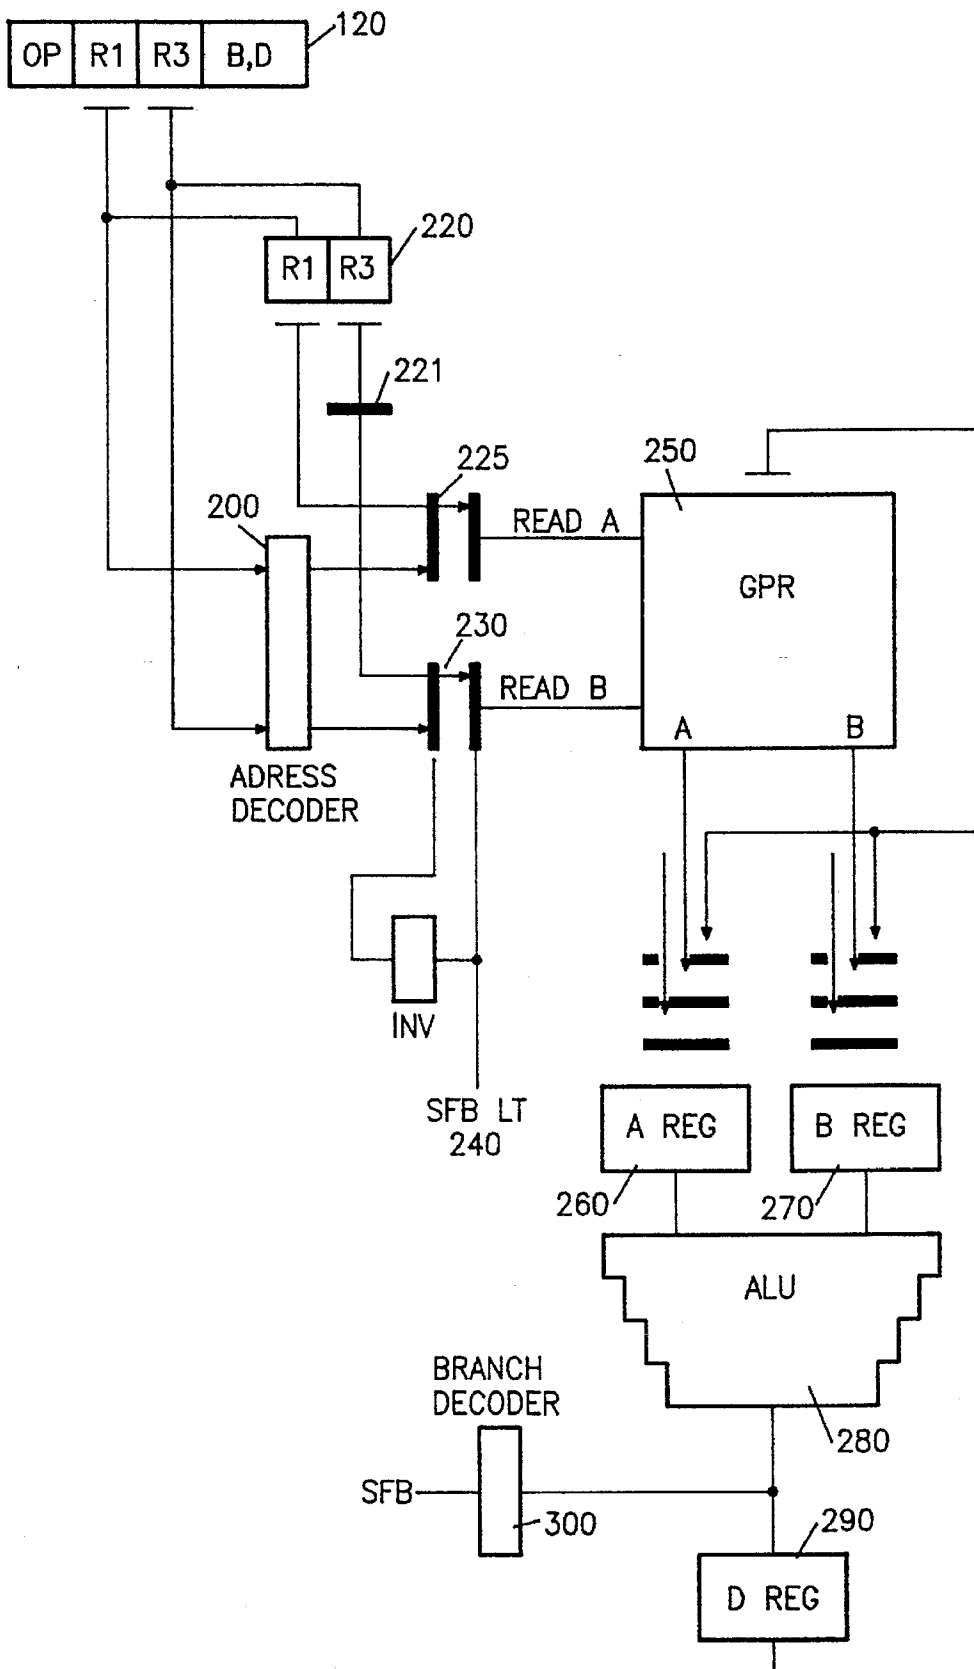 120
OP R1 R3 B,D
220
R1 R3
221
225
250
200
READ A
GPR
230
READ B
A B
ADRESS
DECODER
INV
SFB LT
240
A REG B REG
260 270
ALU
BRANCH
DECODER
280
SFB
300
290
D REG